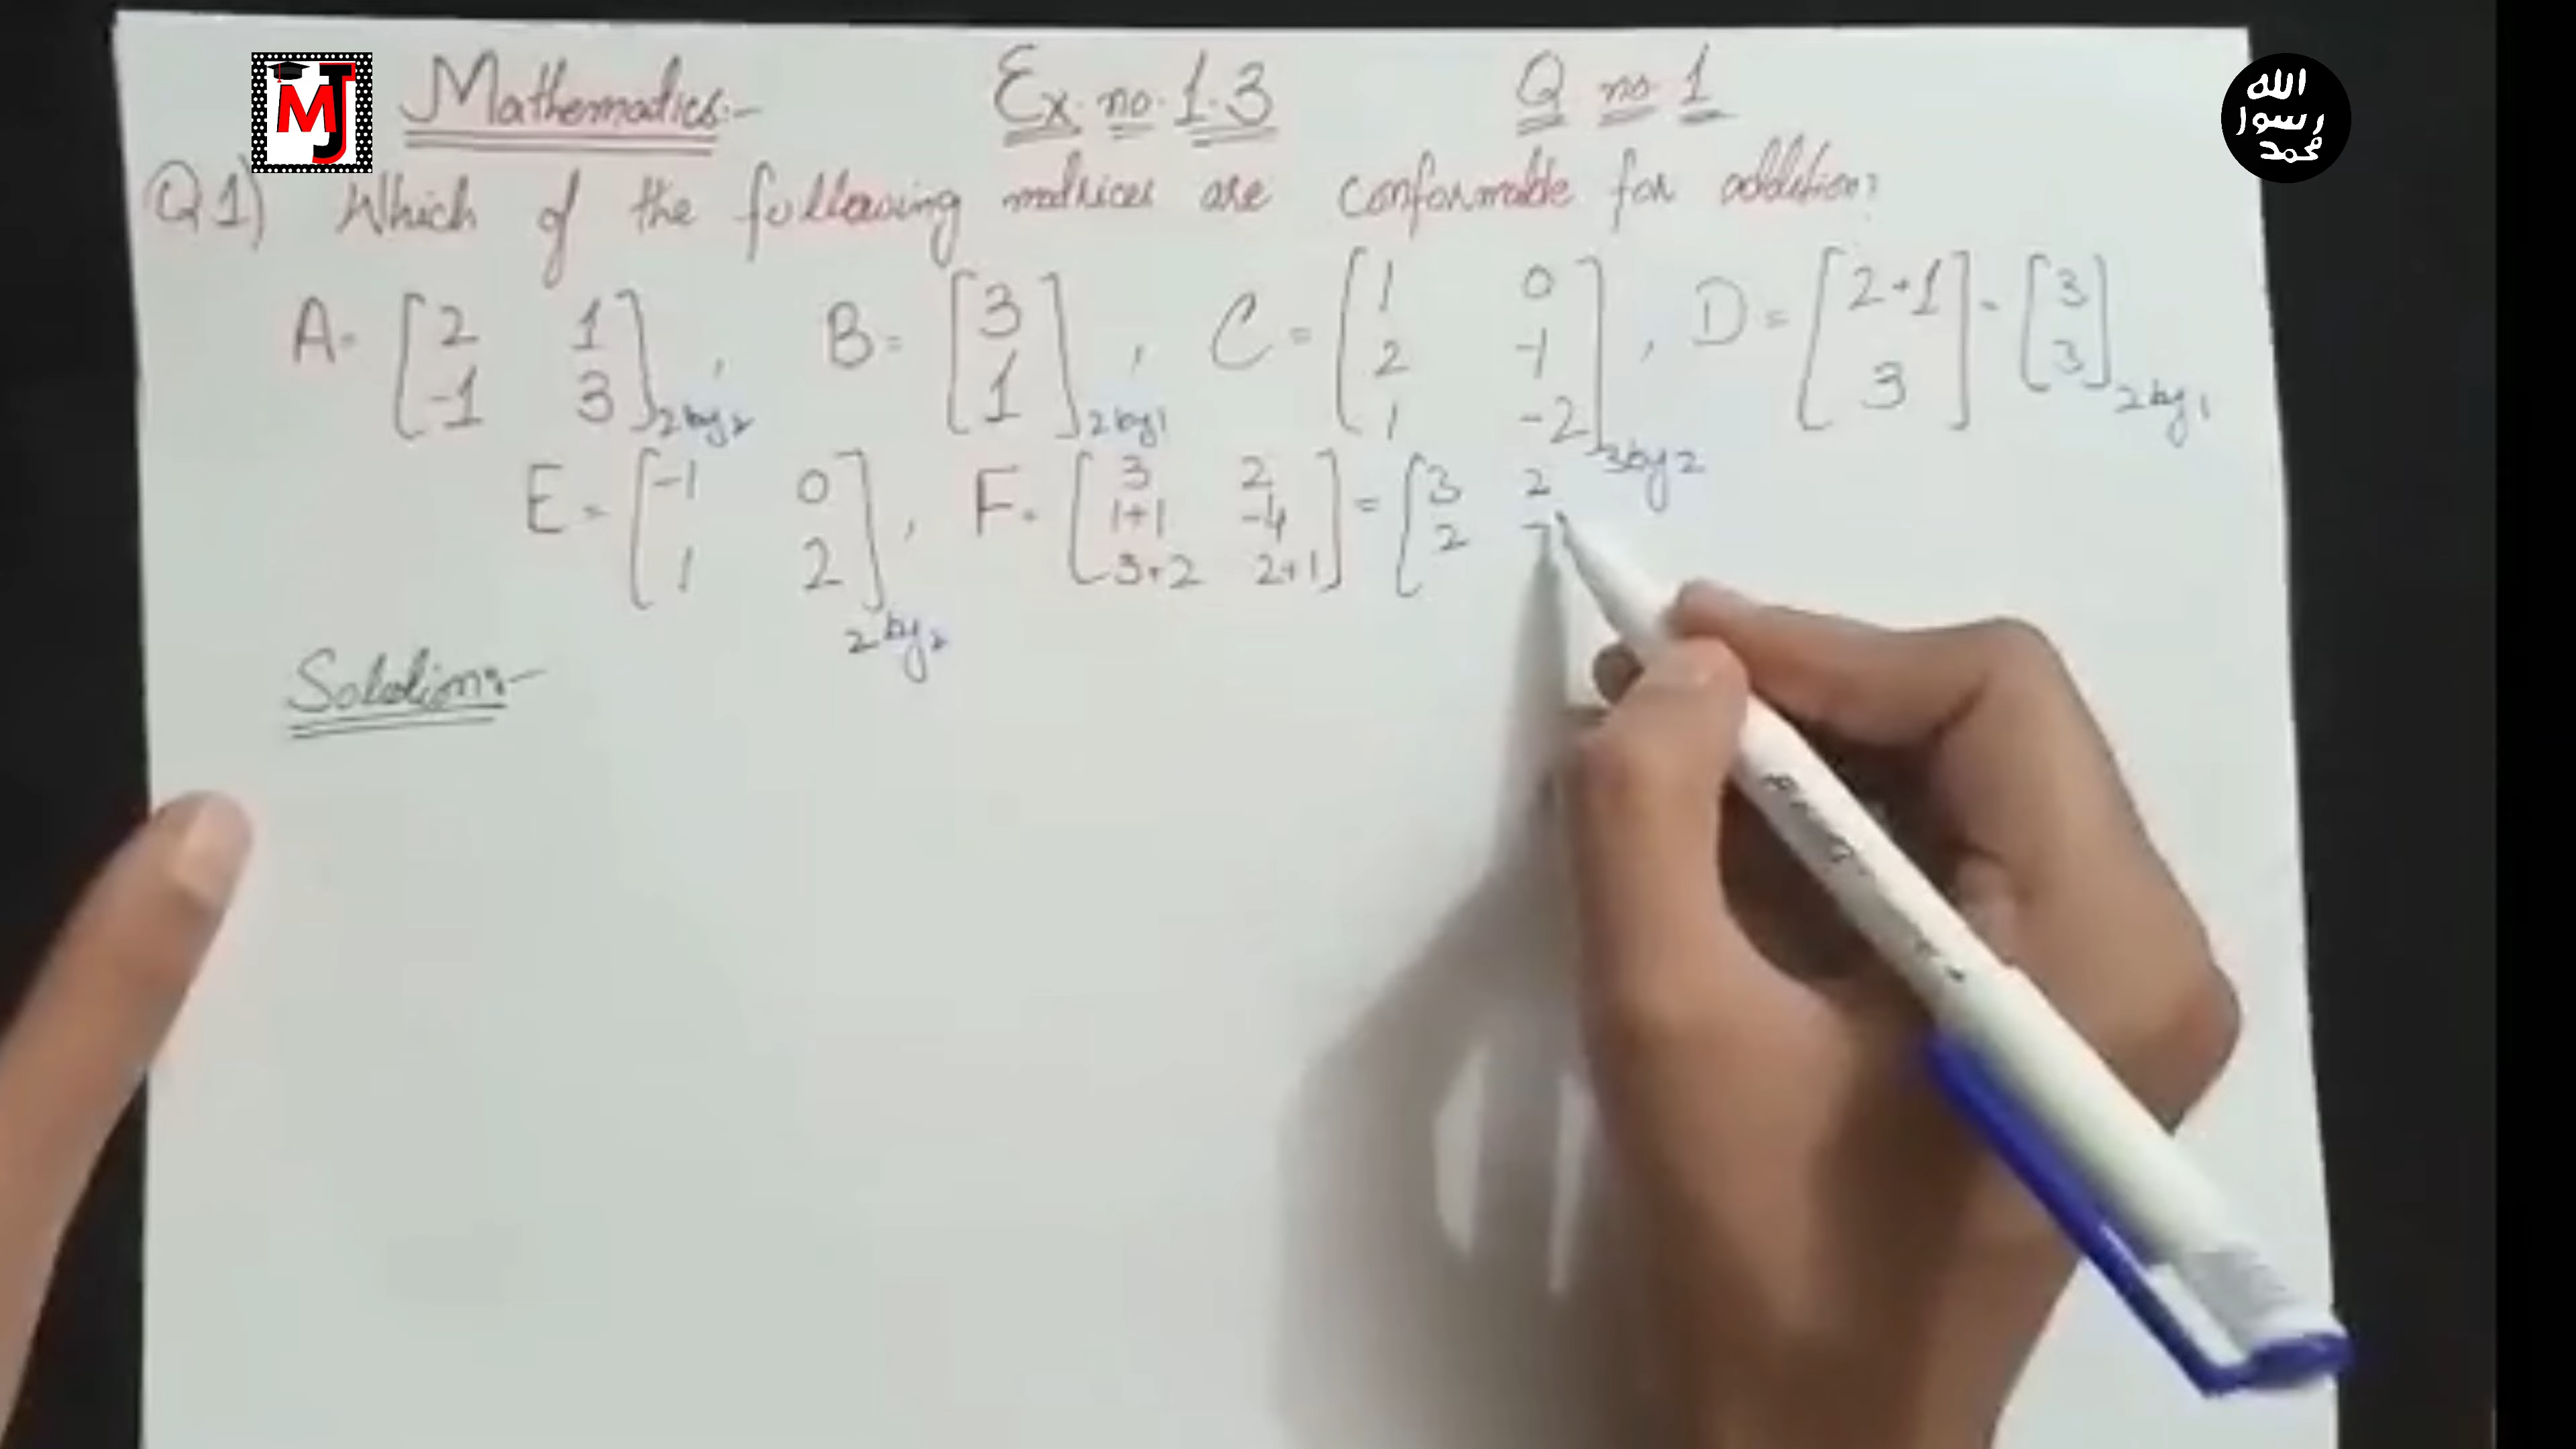 MJ
Mathematics:- Ex. no. 1.3 Q no. 1
الله
رسول
محمد
Q1) Which of the following matrices are conformable for addition?
A = [2 1; -1 3] 2 by 2 , B = [3; 1] 2 by 1 , C = [1 0; 2 -1; 1 -2] 3 by 2 , D = [2+1; 3] = [3; 3] 2 by 1
E = [-1 0; 1 2] 2 by 2 , F = [3 2; 1+1 -4; 3+2 2+1] = [3 2; 2 -
Solution:-